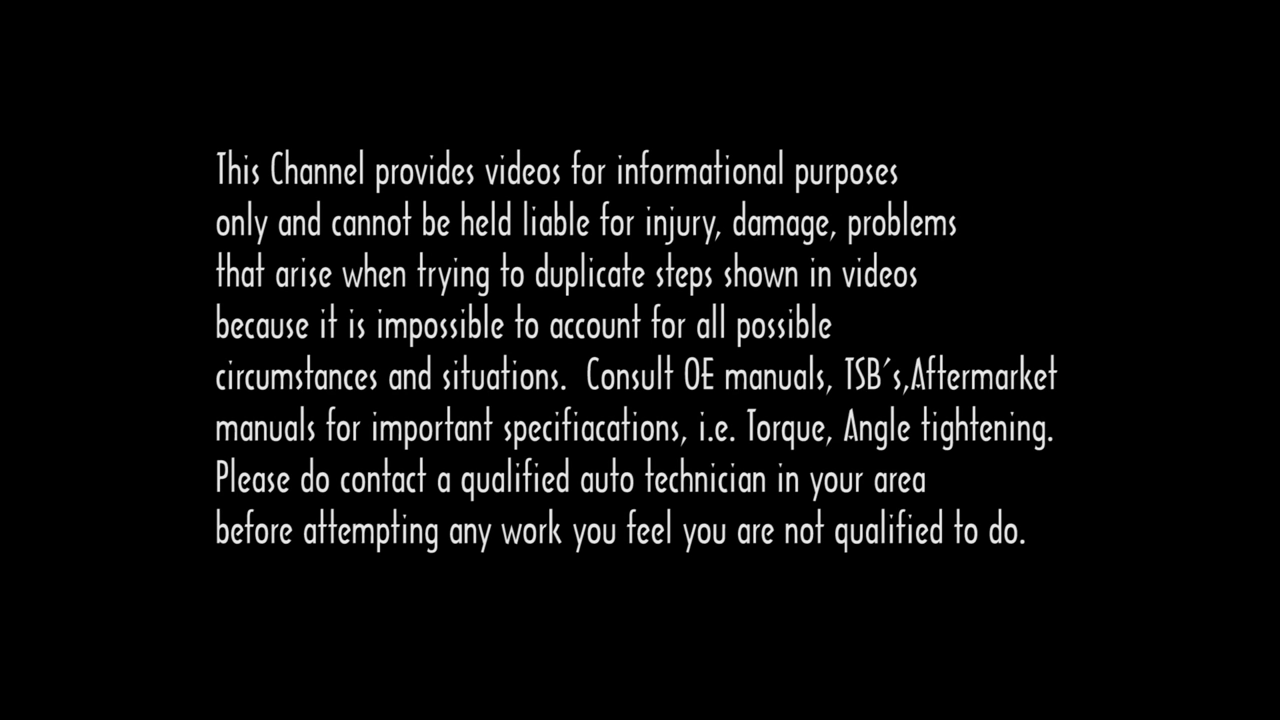 This Channel provides videos for informational purposes
only and cannot be held liable for injury, damage, problems
that arise when trying to duplicate steps shown in videos
because it is impossible to account for all possible
circumstances and situations.  Consult OE manuals, TSB´s,Aftermarket
manuals for important specifiacations, i.e. Torque, Angle tightening.
Please do contact a qualified auto technician in your area
before attempting any work you feel you are not qualified to do.